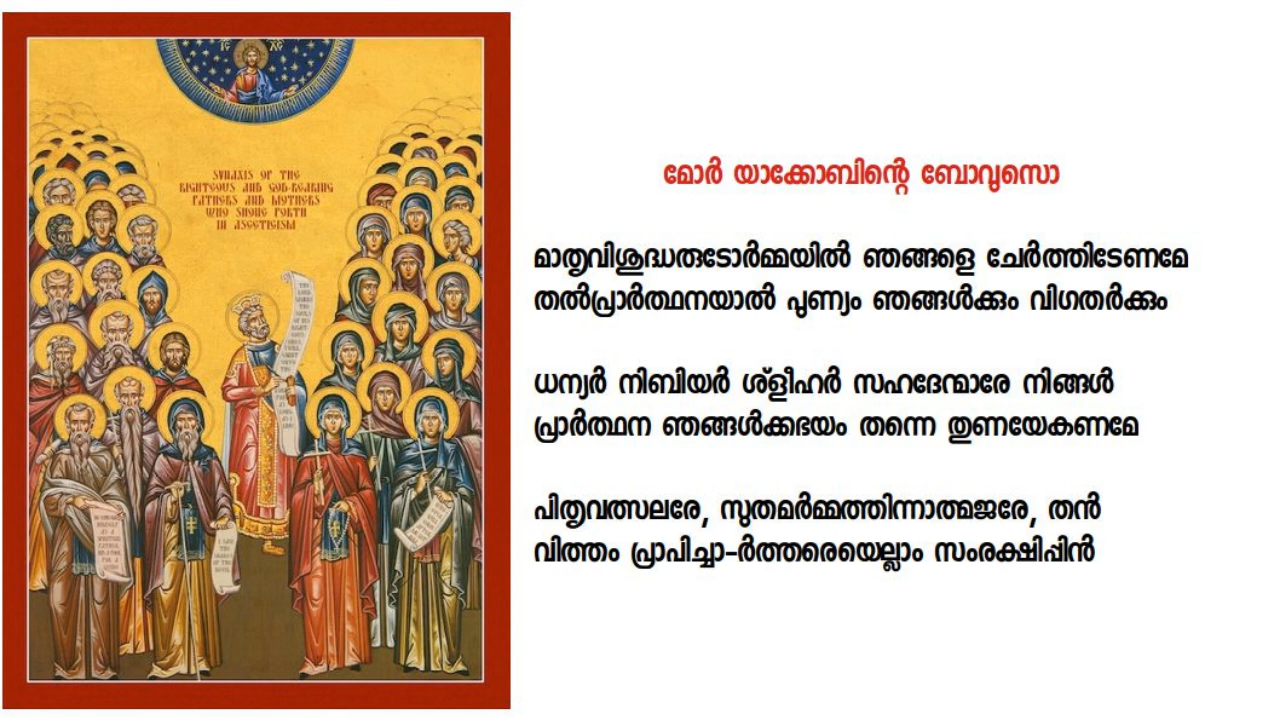 IC XC
SYNAXIS OF THE
RIGHTEOUS AND GOD-BEARING
FATHERS AND MOTHERS
WHO SHONE FORTH
IN ASCETICISM
മോർ യാക്കോബിന്റെ ബോവുസൊ
മാതൃവിശുദ്ധരുടോർമ്മയിൽ ഞങ്ങളെ ചേർത്തിടേണമേ
തൽപ്രാർത്ഥനയാൽ പുണ്യം ഞങ്ങൾക്കും വിഗതർക്കും
ധന്യർ നിബിയർ ശ്ളീഹർ സഹദേന്മാരേ നിങ്ങൾ
പ്രാർത്ഥന ഞങ്ങൾക്കഭയം തന്നെ തുണയേകണമേ
പിതൃവത്സലരേ, സുതമർമ്മത്തിന്നാത്മജരേ, തൻ
വിത്തം പ്രാപിച്ചാ-ർത്തരെയെല്ലാം സംരക്ഷിപ്പിൻ